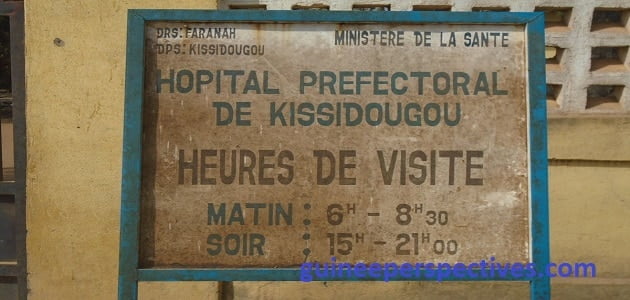 DRS: FARANAH
DPS: KISSIDOUGOU
MINISTERE DE LA SANTE
HOPITAL PREFECTORAL
DE KISSIDOUGOU
HEURES DE VISITE
MATIN : 6H - 8H30
SOIR : 15H - 21H00
guineeperspectives.com